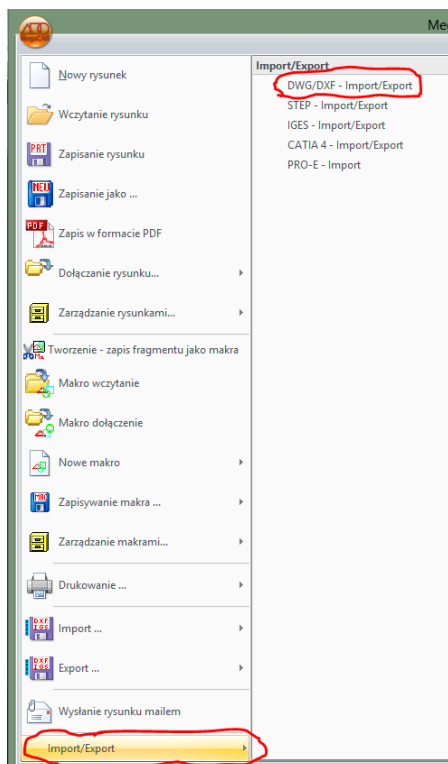 Me
Nowy rysunek
Wczytanie rysunku
PRT
Zapisanie rysunku
NEU
Zapisanie jako ...
PDF
Zapis w formacie PDF
Dołączanie rysunku...
Zarządzanie rysunkami...
Tworzenie - zapis fragmentu jako makra
Makro wczytanie
Makro dołączenie
Nowe makro
MAC
Zapisywanie makra ...
Zarządzanie makrami...
Drukowanie ...
DXF
IGS
Import ...
DXF
IGS
Export ...
Wysłanie rysunku mailem
Import/Export
Import/Export
DWG/DXF - Import/Export
STEP - Import/Export
IGES - Import/Export
CATIA 4 - Import/Export
PRO-E - Import